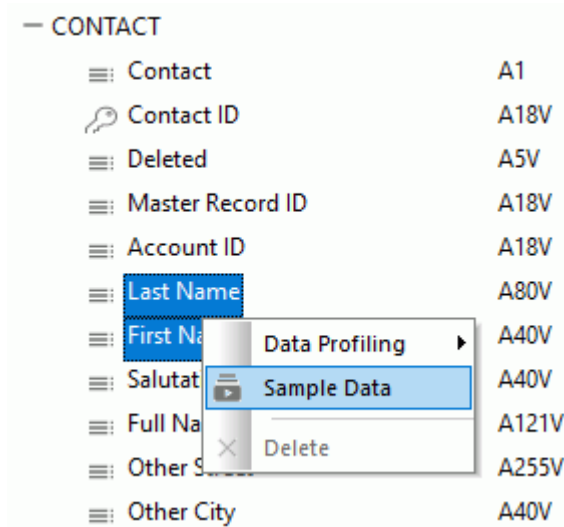 CONTACT
Contact A1
Contact ID A18V
Deleted A5V
Master Record ID A18V
Account ID A18V
Last Name A80V
First Na A40V
Data Profiling
Salutat A40V
Sample Data
Full Na A121V
Delete
Other A255V
Other City A40V